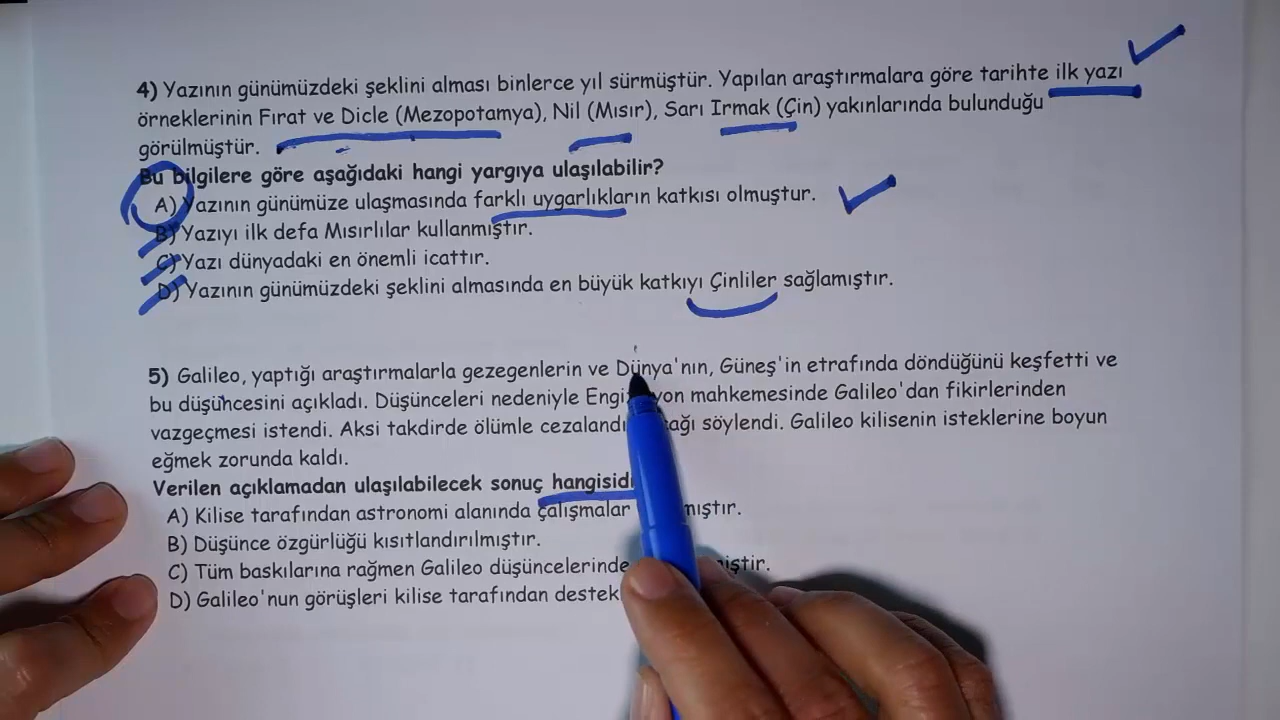 4) Yazının günümüzdeki şeklini alması binlerce yıl sürmüştür. Yapılan araştırmalara göre tarihte ilk yazı
örneklerinin Fırat ve Dicle (Mezopotamya), Nil (Mısır), Sarı Irmak (Çin) yakınlarında bulunduğu
görülmüştür.
Bu bilgilere göre aşağıdaki hangi yargıya ulaşılabilir?
A) Yazının günümüze ulaşmasında farklı uygarlıkların katkısı olmuştur.
B) Yazıyı ilk defa Mısırlılar kullanmıştır.
C) Yazı dünyadaki en önemli icattır.
D) Yazının günümüzdeki şeklini almasında en büyük katkıyı Çinliler sağlamıştır.
5) Galileo, yaptığı araştırmalarla gezegenlerin ve Dünya'nın, Güneş'in etrafında döndüğünü keşfetti ve
bu düşüncesini açıkladı. Düşünceleri nedeniyle mahkemesinde Galileo'dan fikirlerinden
vazgeçmesi istendi. Aksi takdirde ölümle söylendi. Galileo kilisenin isteklerine boyun
eğmek zorunda kaldı.
Verilen açıklamadan ulaşılabilecek sonuç
A) Kilise tarafından astronomi alanında çalışmalar
B) Düşünce özgürlüğü kısıtlandırılmıştır.
C) Tüm baskılarına rağmen Galileo
D) Galileo'nun görüşleri kilise tarafından